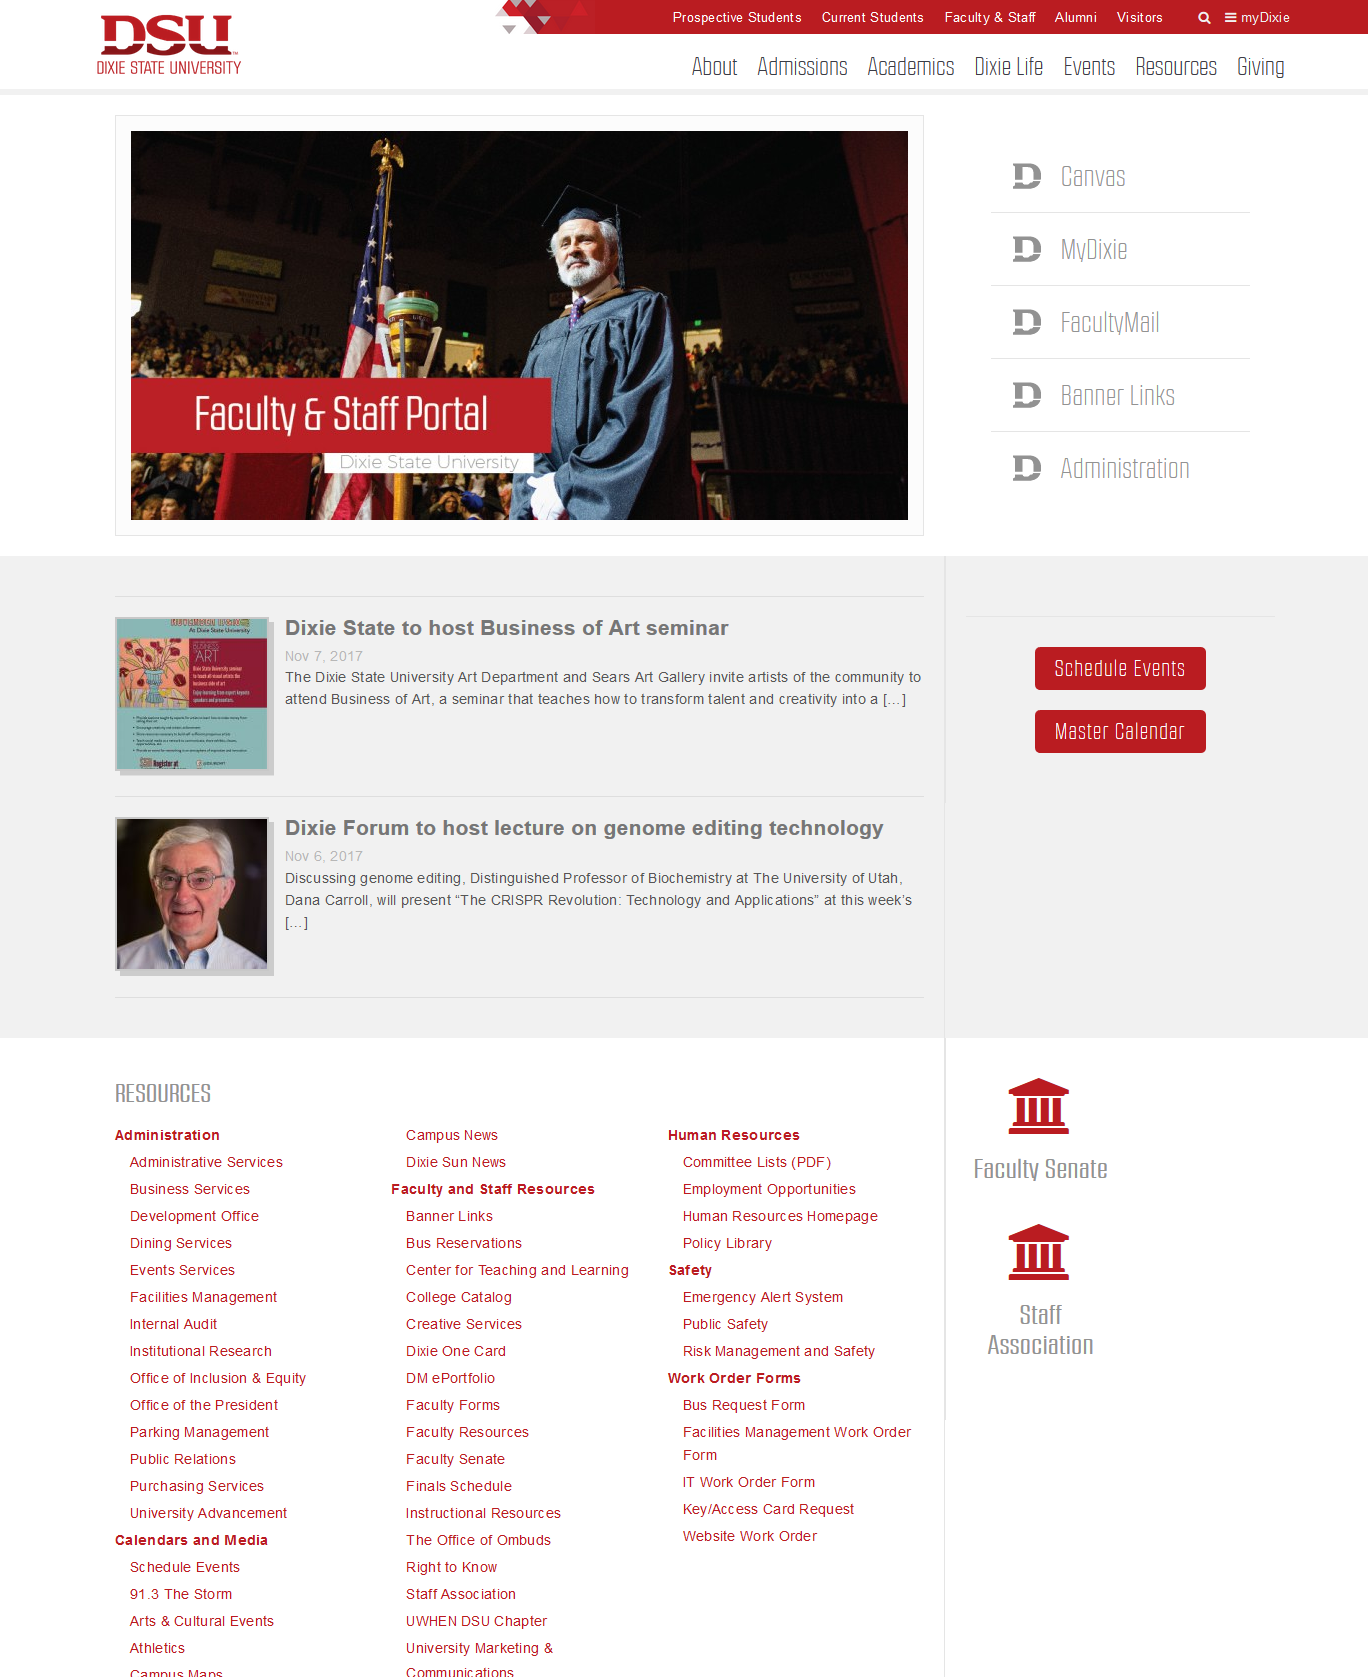 DSU
DIXIE STATE UNIVERSITY
Prospective Students Current Students Faculty & Staff Alumni Visitors myDixie
About Admissions Academics Dixie Life Events Resources Giving
Faculty & Staff Portal
Dixie State University
Canvas
MyDixie
FacultyMail
Banner Links
Administration
Dixie State to host Business of Art seminar
Nov 7, 2017
The Dixie State University Art Department and Sears Art Gallery invite artists of the community to
attend Business of Art, a seminar that teaches how to transform talent and creativity into a […]
At Dixie State University
BUSINESS
ART
Register at
Schedule Events
Master Calendar
Dixie Forum to host lecture on genome editing technology
Nov 6, 2017
Discussing genome editing, Distinguished Professor of Biochemistry at The University of Utah,
Dana Carroll, will present “The CRISPR Revolution: Technology and Applications” at this week’s
[…]
RESOURCES
Administration
Administrative Services
Business Services
Development Office
Dining Services
Events Services
Facilities Management
Internal Audit
Institutional Research
Office of Inclusion & Equity
Office of the President
Parking Management
Public Relations
Purchasing Services
University Advancement
Calendars and Media
Schedule Events
91.3 The Storm
Arts & Cultural Events
Athletics
Campus Maps
Campus News
Dixie Sun News
Faculty and Staff Resources
Banner Links
Bus Reservations
Center for Teaching and Learning
College Catalog
Creative Services
Dixie One Card
DM ePortfolio
Faculty Forms
Faculty Resources
Faculty Senate
Finals Schedule
Instructional Resources
The Office of Ombuds
Right to Know
Staff Association
UWHEN DSU Chapter
University Marketing &
Communications
Human Resources
Committee Lists (PDF)
Employment Opportunities
Human Resources Homepage
Policy Library
Safety
Emergency Alert System
Public Safety
Risk Management and Safety
Work Order Forms
Bus Request Form
Facilities Management Work Order
Form
IT Work Order Form
Key/Access Card Request
Website Work Order
Faculty Senate
Staff
Association